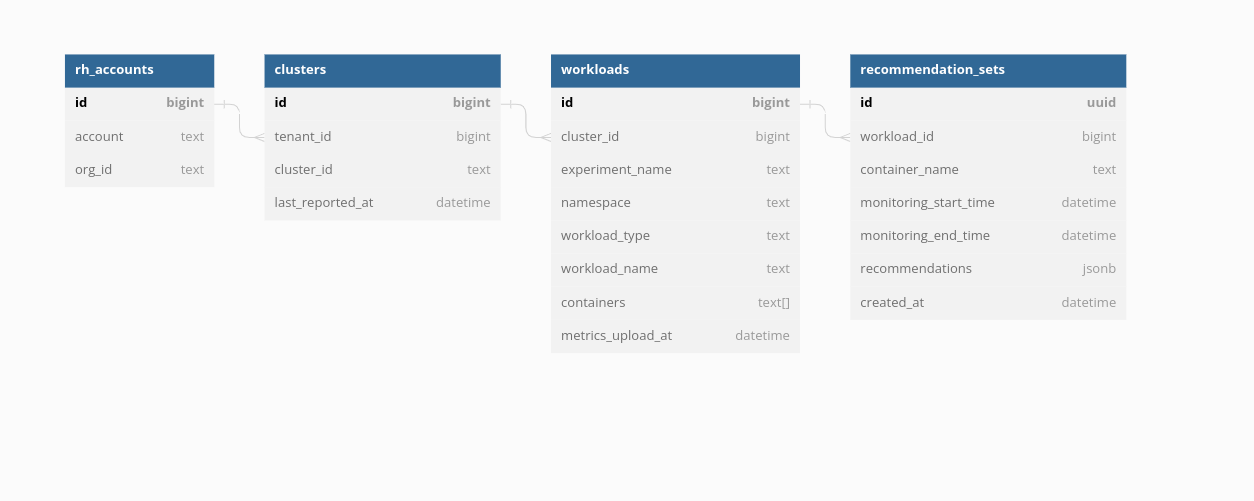 rh_accounts
id bigint
account text
org_id text
clusters
id bigint
tenant_id bigint
cluster_id text
last_reported_at datetime
workloads
id bigint
cluster_id bigint
experiment_name text
namespace text
workload_type text
workload_name text
containers text[]
metrics_upload_at datetime
recommendation_sets
id uuid
workload_id bigint
container_name text
monitoring_start_time datetime
monitoring_end_time datetime
recommendations jsonb
created_at datetime